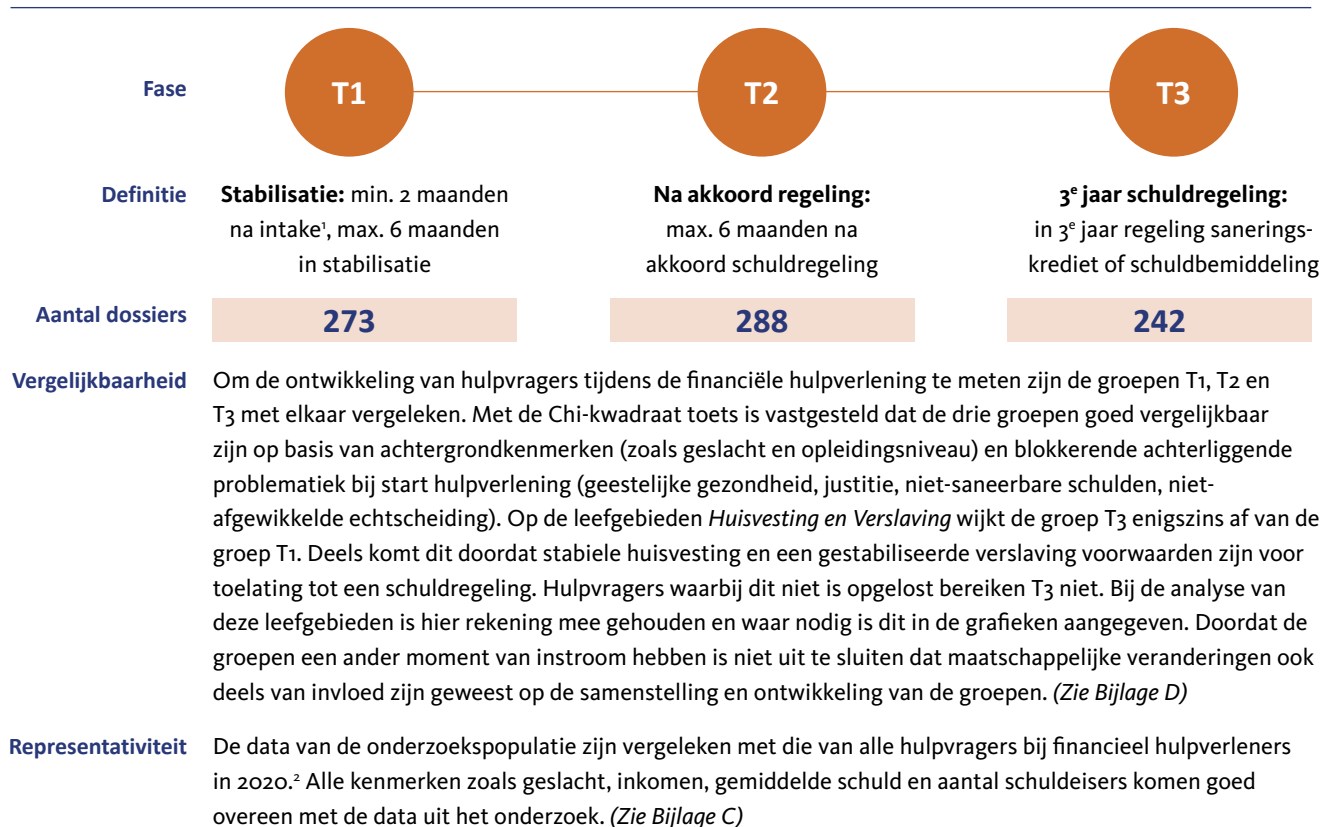 Fase
T1
T2
T3
Definitie
Stabilisatie: min. 2 maanden
na intake¹, max. 6 maanden
in stabilisatie
Na akkoord regeling:
max. 6 maanden na
akkoord schuldregeling
3ᵉ jaar schuldregeling:
in 3ᵉ jaar regeling sanerings-
krediet of schuldbemiddeling
Aantal dossiers
273
288
242
Vergelijkbaarheid
Om de ontwikkeling van hulpvragers tijdens de financiële hulpverlening te meten zijn de groepen T1, T2 en
T3 met elkaar vergeleken. Met de Chi-kwadraat toets is vastgesteld dat de drie groepen goed vergelijkbaar
zijn op basis van achtergrondkenmerken (zoals geslacht en opleidingsniveau) en blokkerende achterliggende
problematiek bij start hulpverlening (geestelijke gezondheid, justitie, niet-saneerbare schulden, niet-
afgewikkelde echtscheiding). Op de leefgebieden Huisvesting en Verslaving wijkt de groep T3 enigszins af van de
groep T1. Deels komt dit doordat stabiele huisvesting en een gestabiliseerde verslaving voorwaarden zijn voor
toelating tot een schuldregeling. Hulpvragers waarbij dit niet is opgelost bereiken T3 niet. Bij de analyse van
deze leefgebieden is hier rekening mee gehouden en waar nodig is dit in de grafieken aangegeven. Doordat de
groepen een ander moment van instroom hebben is niet uit te sluiten dat maatschappelijke veranderingen ook
deels van invloed zijn geweest op de samenstelling en ontwikkeling van de groepen. (Zie Bijlage D)
Representativiteit
De data van de onderzoekspopulatie zijn vergeleken met die van alle hulpvragers bij financieel hulpverleners
in 2020.² Alle kenmerken zoals geslacht, inkomen, gemiddelde schuld en aantal schuldeisers komen goed
overeen met de data uit het onderzoek. (Zie Bijlage C)